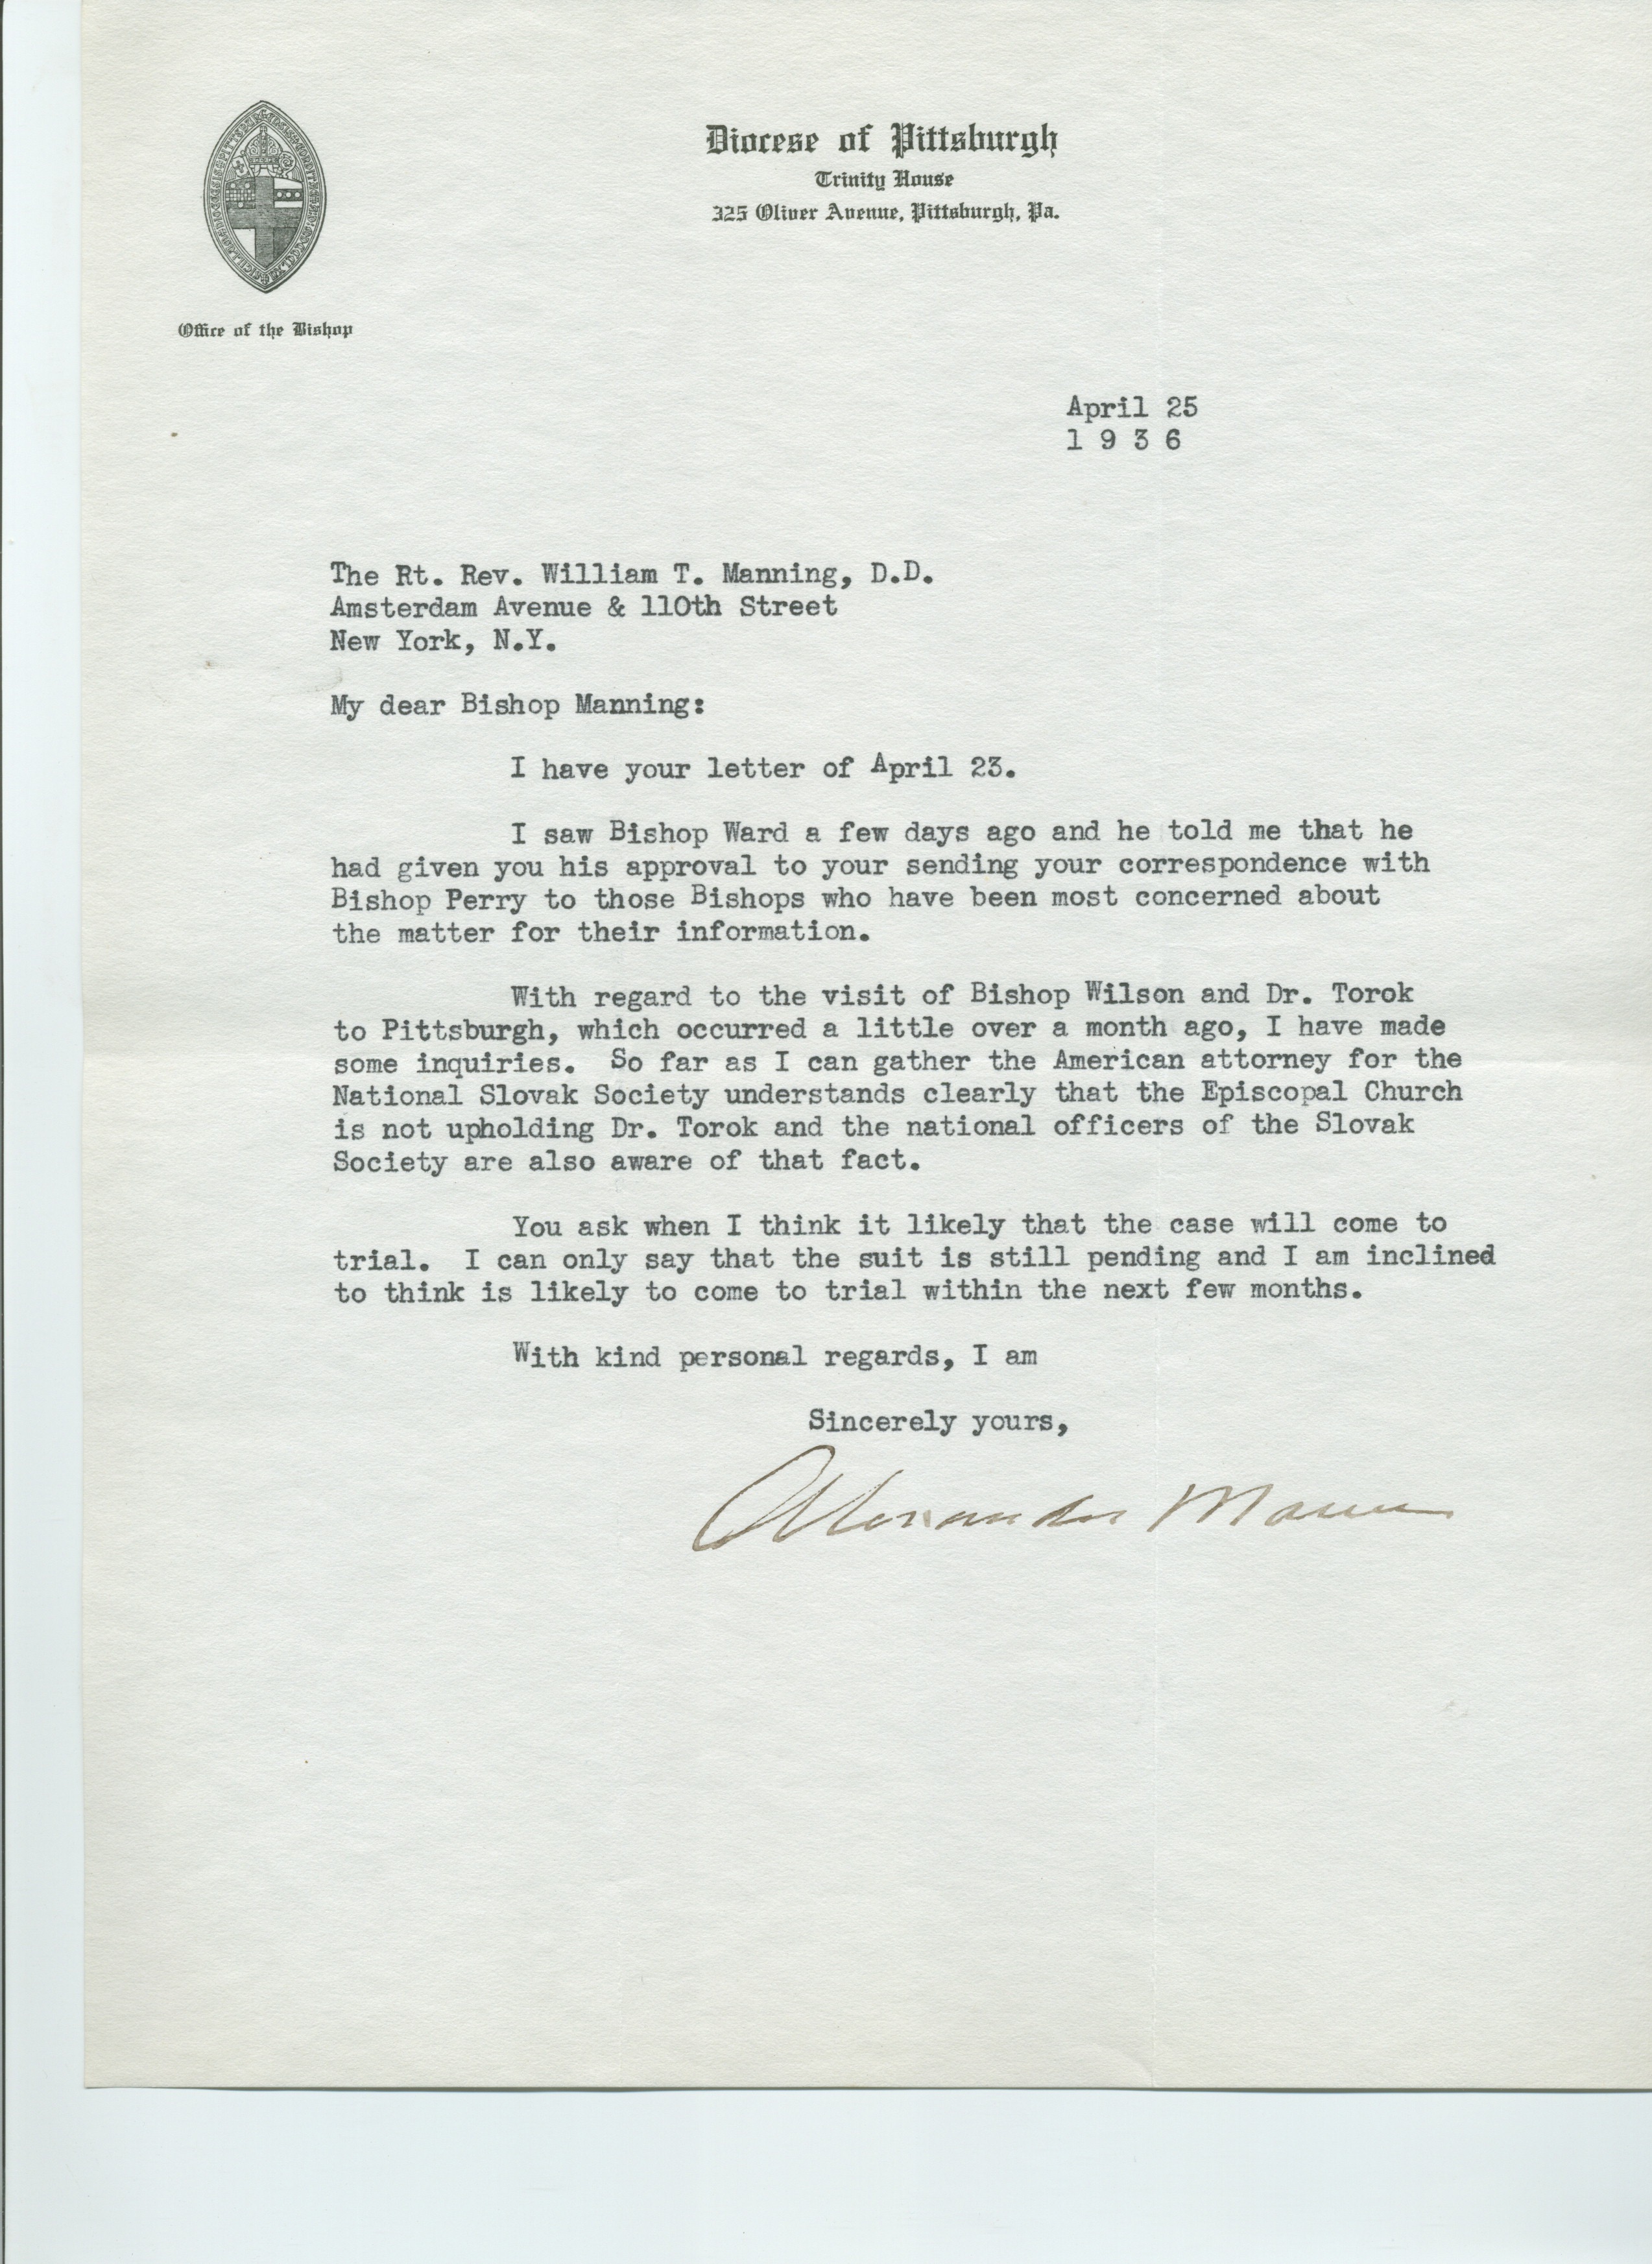 Diocese of Pittsburgh
Trinity House
325 Oliver Avenue, Pittsburgh, Pa.
Office of the Bishop
April 25
1 9 3 6
The Rt. Rev. William T. Manning, D.D.
Amsterdam Avenue & 110th Street
New York, N.Y.
My dear Bishop Manning:
I have your letter of April 23.
I saw Bishop Ward a few days ago and he told me that he
had given you his approval to your sending your correspondence with
Bishop Perry to those Bishops who have been most concerned about
the matter for their information.
With regard to the visit of Bishop Wilson and Dr. Torok
to Pittsburgh, which occurred a little over a month ago, I have made
some inquiries. So far as I can gather the American attorney for the
National Slovak Society understands clearly that the Episcopal Church
is not upholding Dr. Torok and the national officers of the Slovak
Society are also aware of that fact.
You ask when I think it likely that the case will come to
trial. I can only say that the suit is still pending and I am inclined
to think is likely to come to trial within the next few months.
With kind personal regards, I am
Sincerely yours,
Alexander Mann